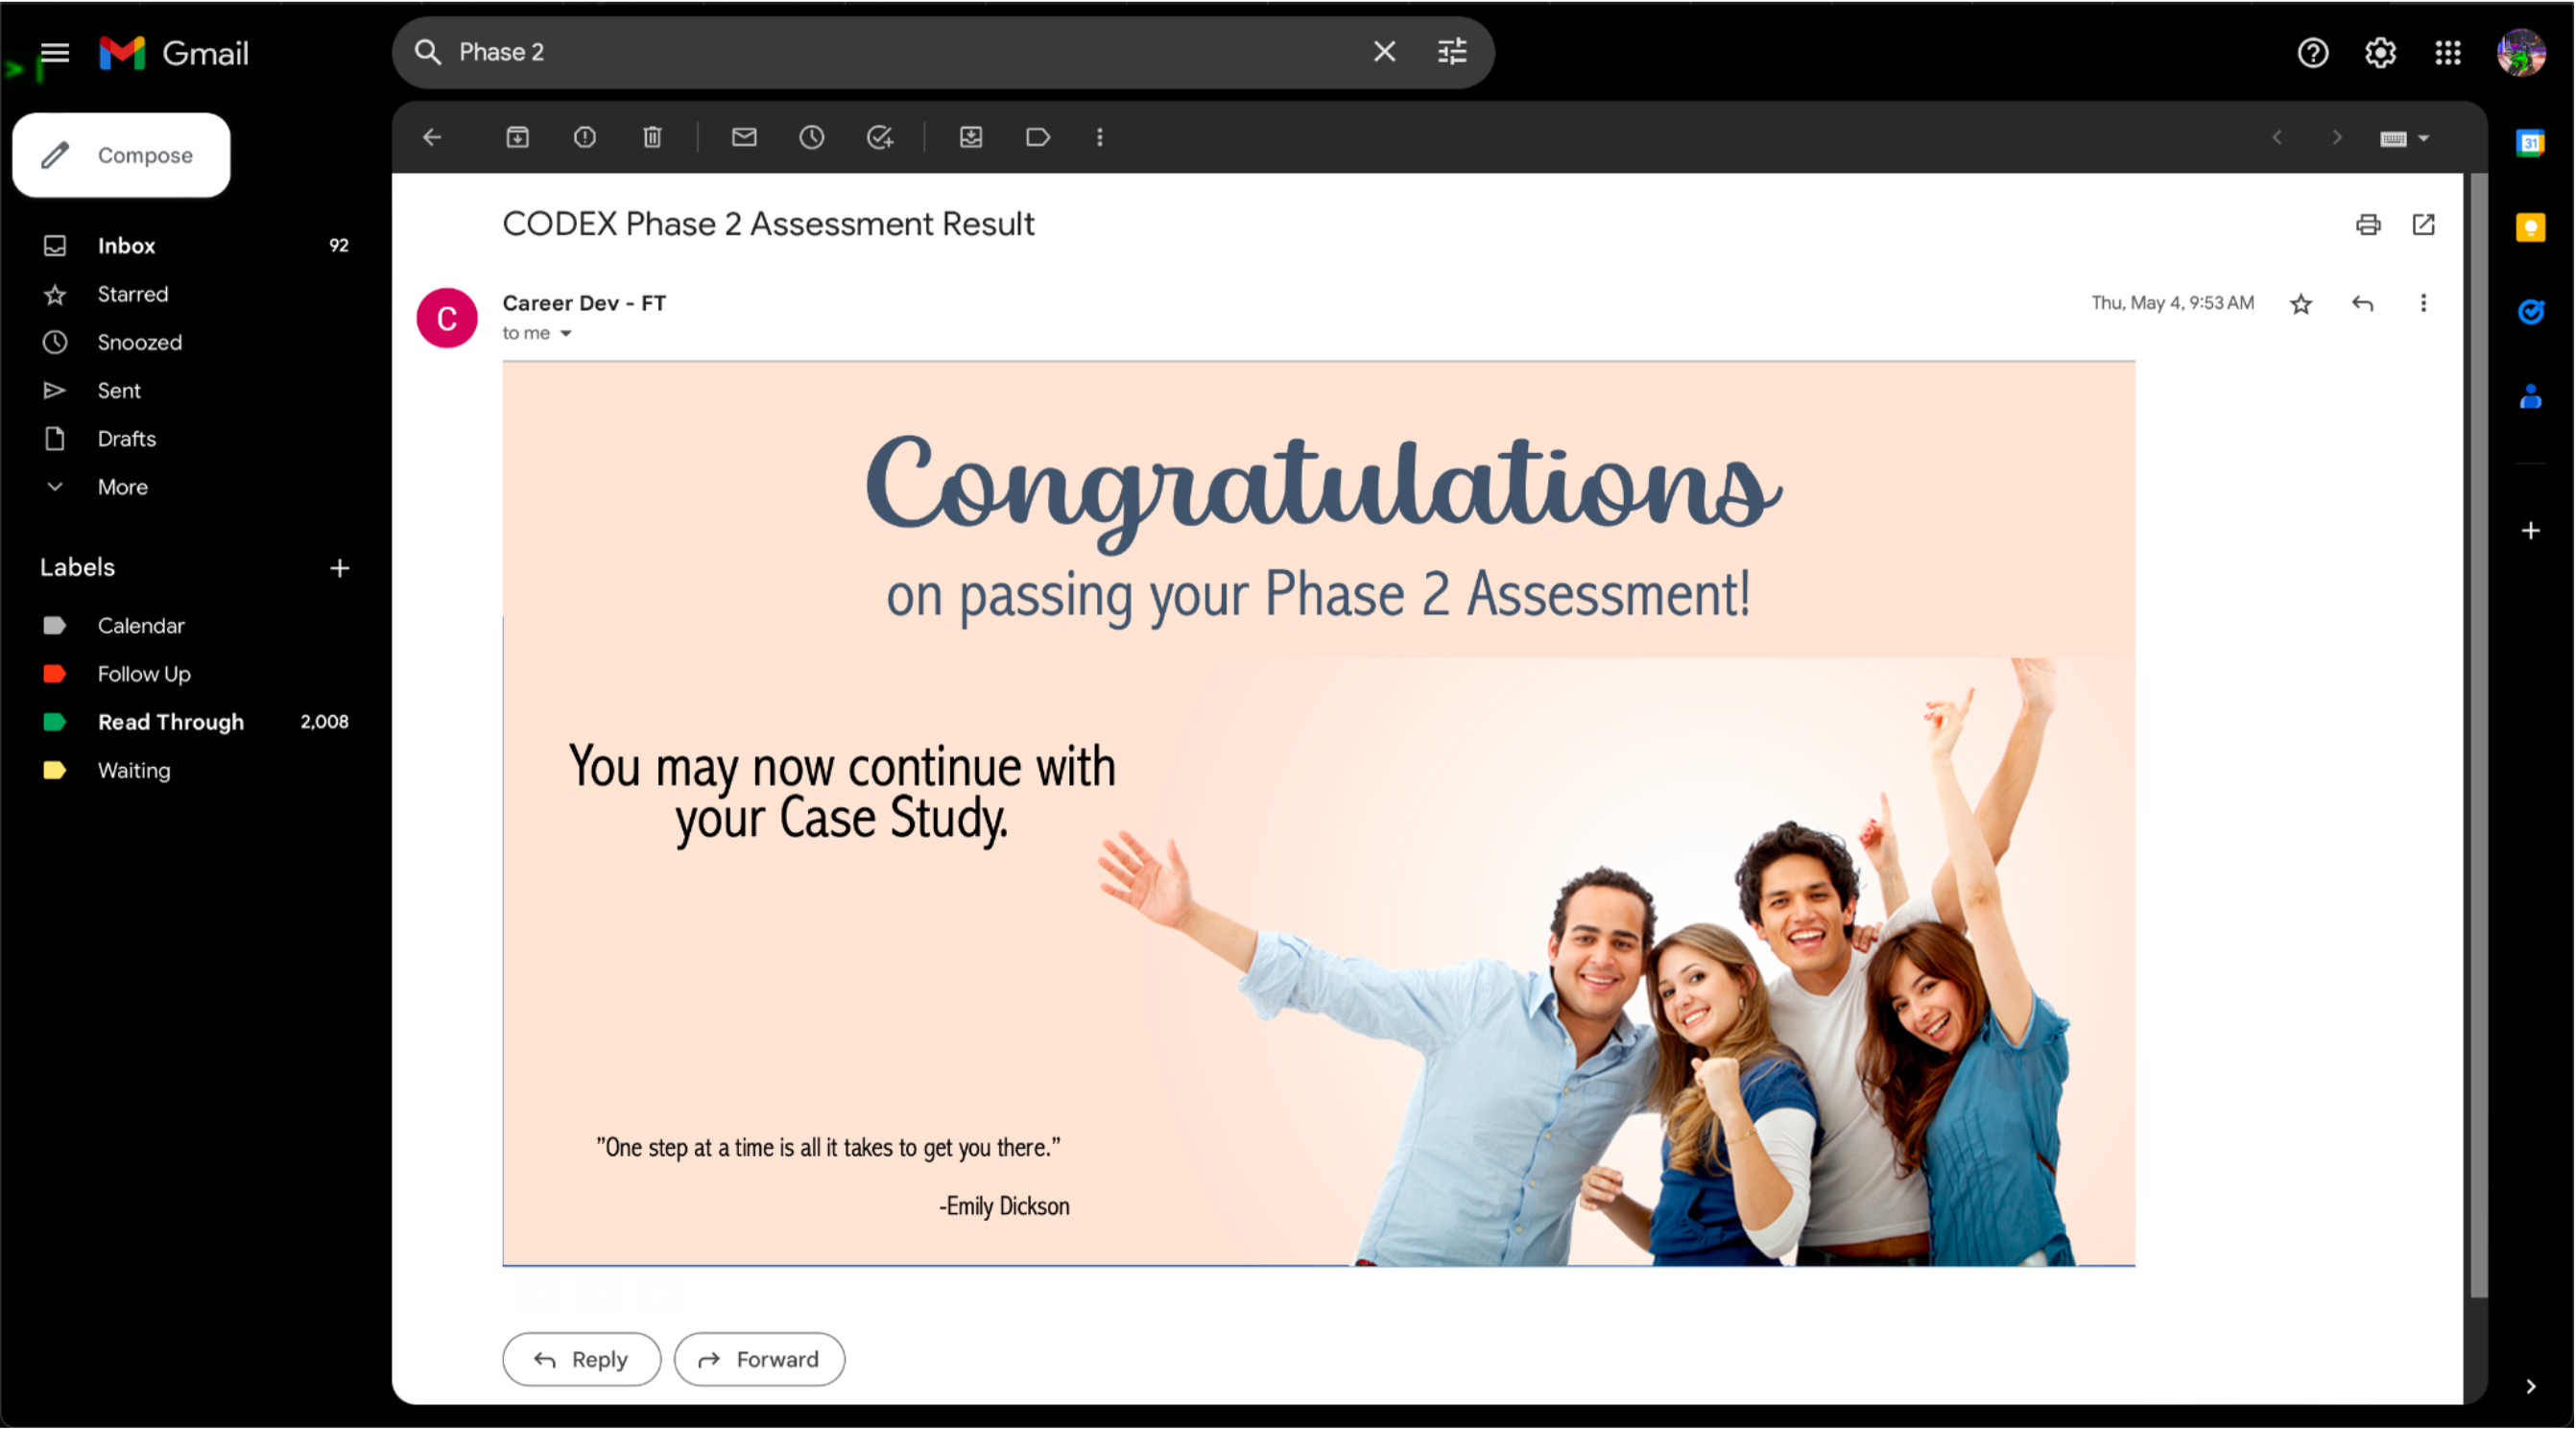 Gmail
Phase 2
Compose
Inbox 92
Starred
Snoozed
Sent
Drafts
More
Labels
Calendar
Follow Up
Read Through 2,008
Waiting
CODEX Phase 2 Assessment Result
C
Career Dev - FT
Thu, May 4, 9:53 AM
to me
Congratulations
on passing your Phase 2 Assessment!
You may now continue with
your Case Study.
"One step at a time is all it takes to get you there."
-Emily Dickson
Reply
Forward
31